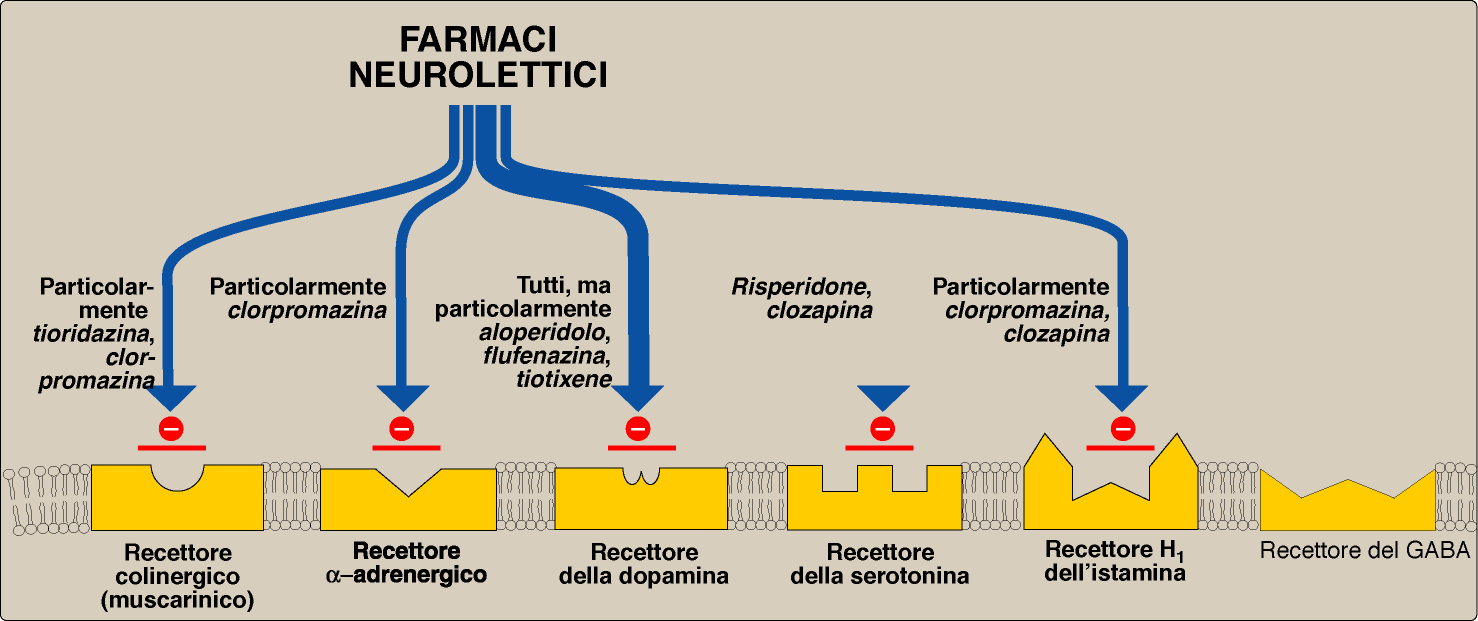 FARMACI
NEUROLETTICI
Particolar-
mente
tioridazina,
clor-
promazina
Particolarmente
clorpromazina
Tutti, ma
particolarmente
aloperidolo,
flufenazina,
tiotixene
Risperidone,
clozapina
Particolarmente
clorpromazina,
clozapina
Recettore
colinergico
(muscarinico)
Recettore
α–adrenergico
Recettore
della dopamina
Recettore
della serotonina
Recettore H1
dell'istamina
Recettore del GABA